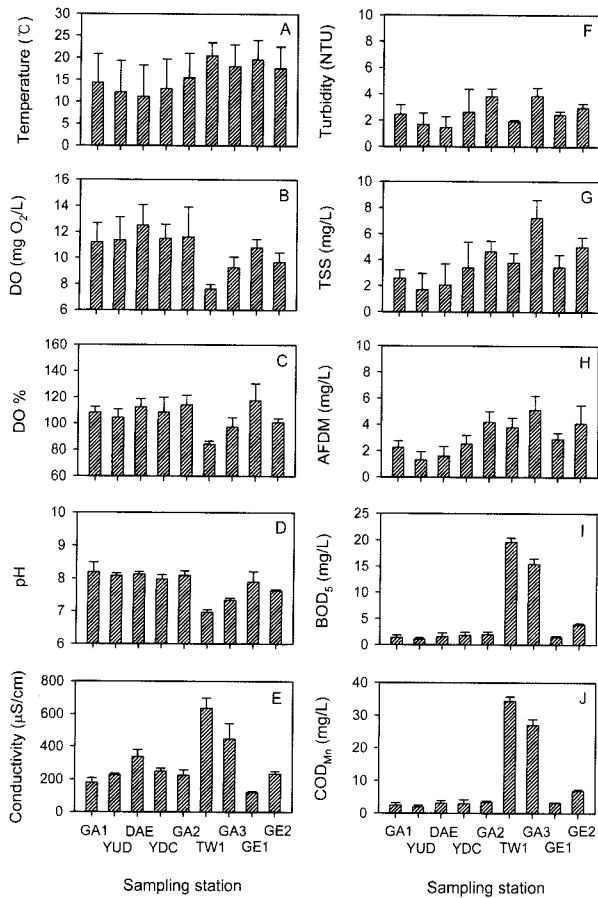 A
Temperature (℃)
25
20
15
10
5
0
B
DO (mg O2/L)
16
14
12
10
8
6
C
DO %
160
140
120
100
80
60
D
pH
10
9
8
7
6
E
Conductivity (µS/cm)
800
600
400
200
0
GA1 DAE GA2 GA3 GE2
YUD YDC TW1 GE1
Sampling station
F
Turbidity (NTU)
8
6
4
2
0
G
TSS (mg/L)
10
8
6
4
2
0
H
AFDM (mg/L)
10
8
6
4
2
0
I
BOD5 (mg/L)
25
20
15
10
5
0
J
CODMn (mg/L)
40
30
20
10
0
GA1 DAE GA2 GA3 GE2
YUD YDC TW1 GE1
Sampling station